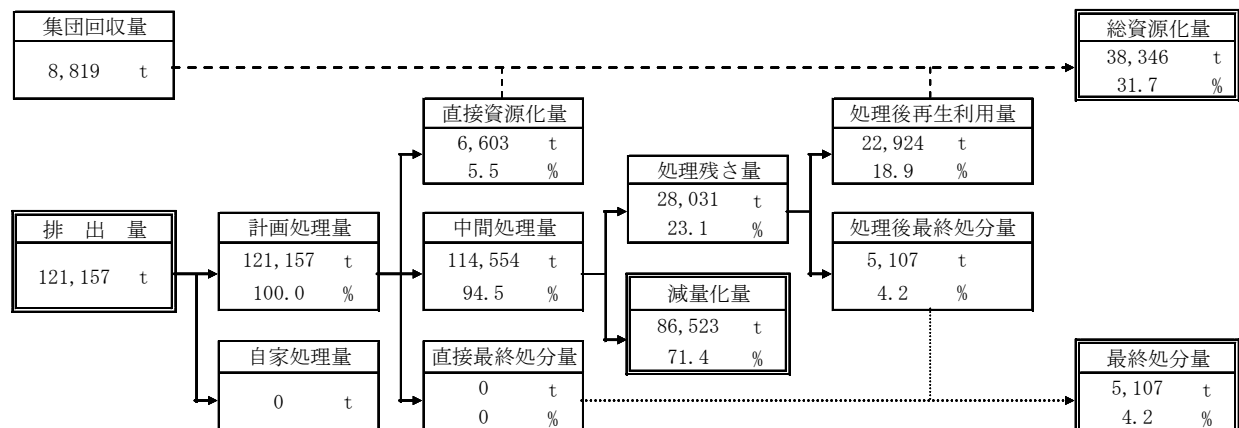 集団回収量
8,819 t
総資源化量
38,346 t
31.7 %
直接資源化量
6,603 t
5.5 %
処理後再生利用量
22,924 t
18.9 %
処理残さ量
28,031 t
23.1 %
排 出 量
121,157 t
計画処理量
121,157 t
100.0 %
中間処理量
114,554 t
94.5 %
処理後最終処分量
5,107 t
4.2 %
減量化量
86,523 t
71.4 %
自家処理量
0 t
直接最終処分量
0 t
0 %
最終処分量
5,107 t
4.2 %